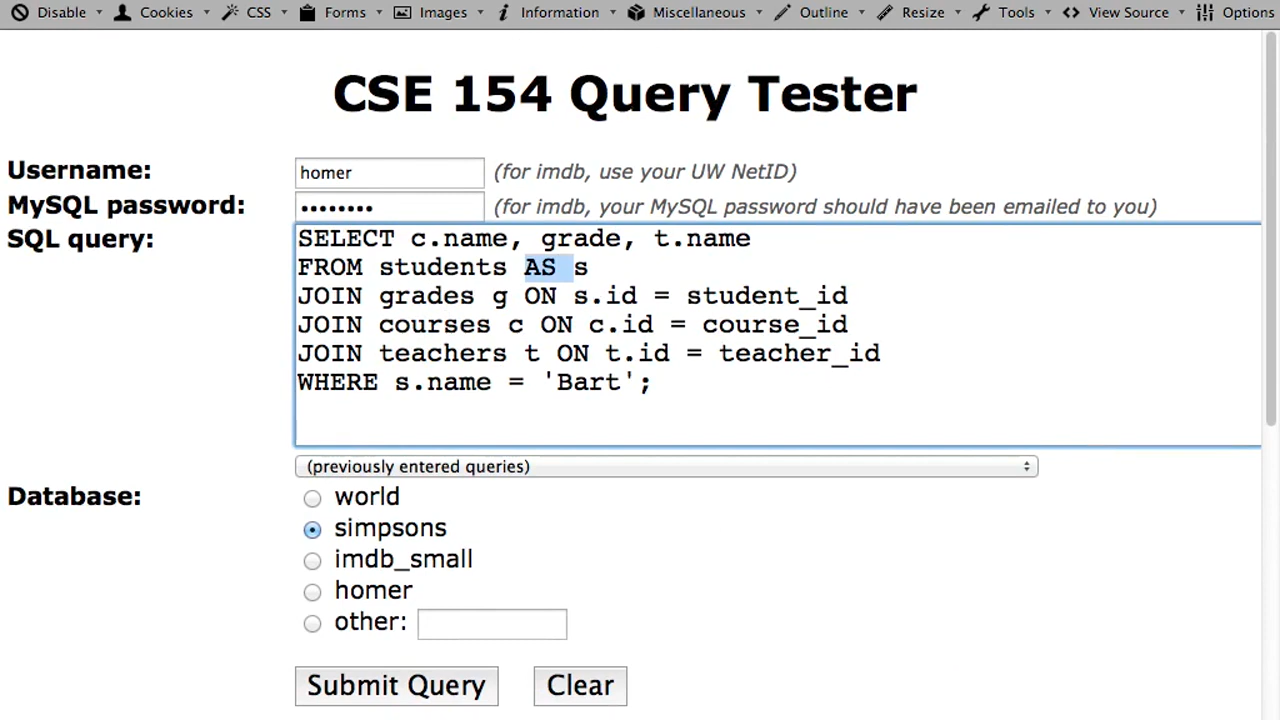 Disable Cookies CSS Forms Images Information Miscellaneous Outline Resize Tools View Source Options
CSE 154 Query Tester
Username: homer (for imdb, use your UW NetID)
MySQL password: •••••••• (for imdb, your MySQL password should have been emailed to you)
SQL query:
SELECT c.name, grade, t.name
FROM students AS s
JOIN grades g ON s.id = student_id
JOIN courses c ON c.id = course_id
JOIN teachers t ON t.id = teacher_id
WHERE s.name = 'Bart';
(previously entered queries)
Database:
world
simpsons
imdb_small
homer
other:
Submit Query Clear